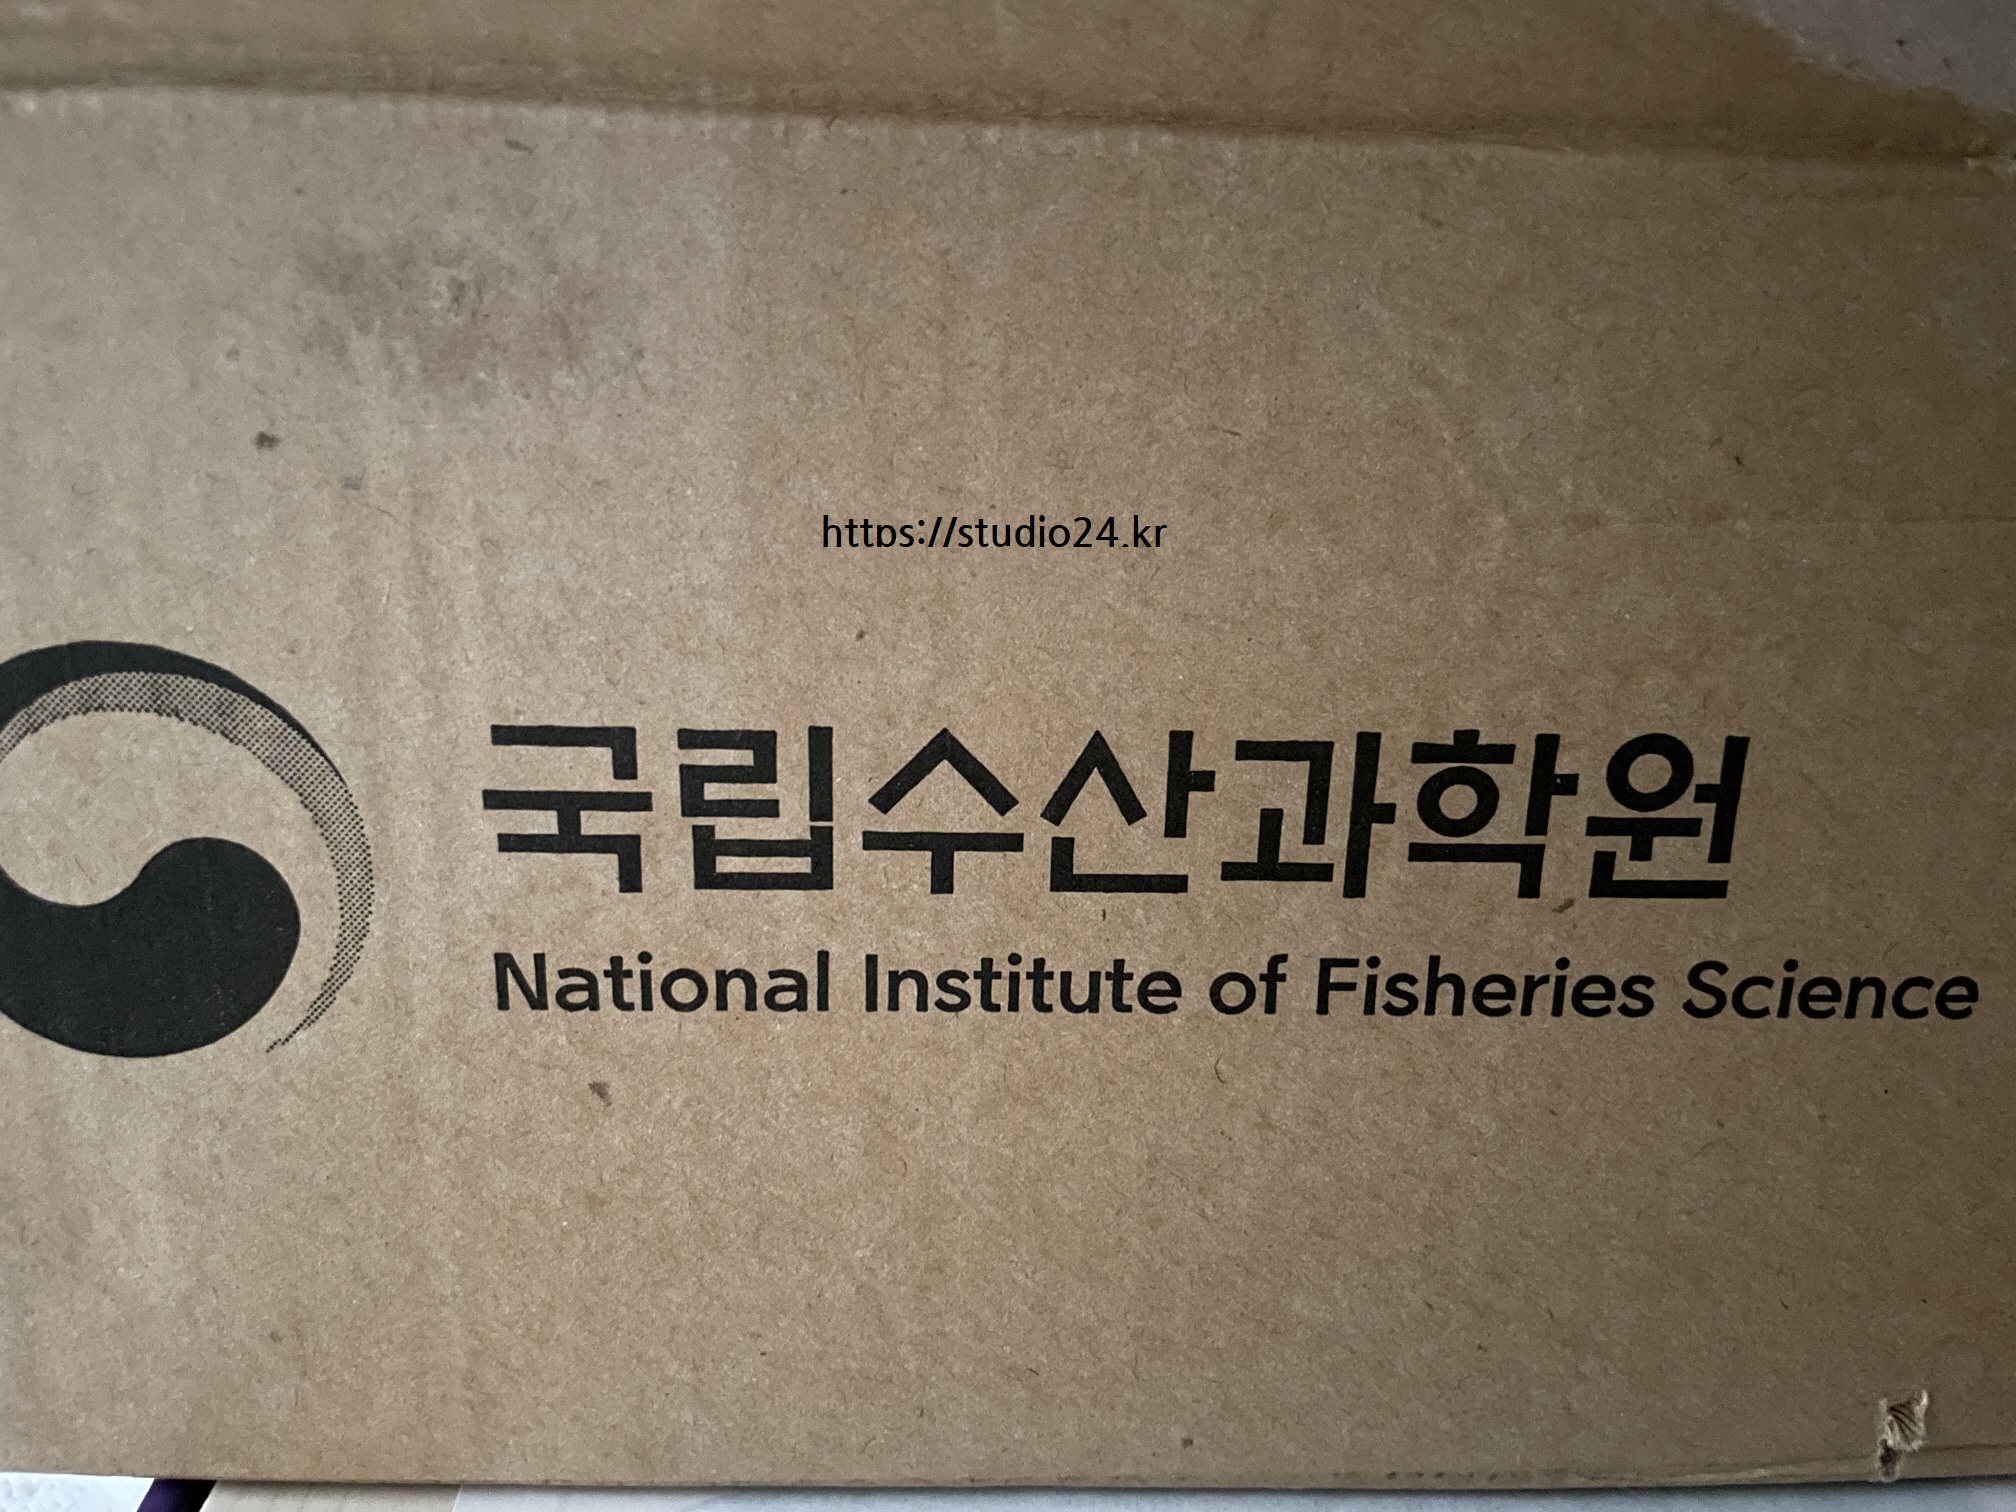 https://studio24.kr
국립수산과학원
National Institute of Fisheries Science